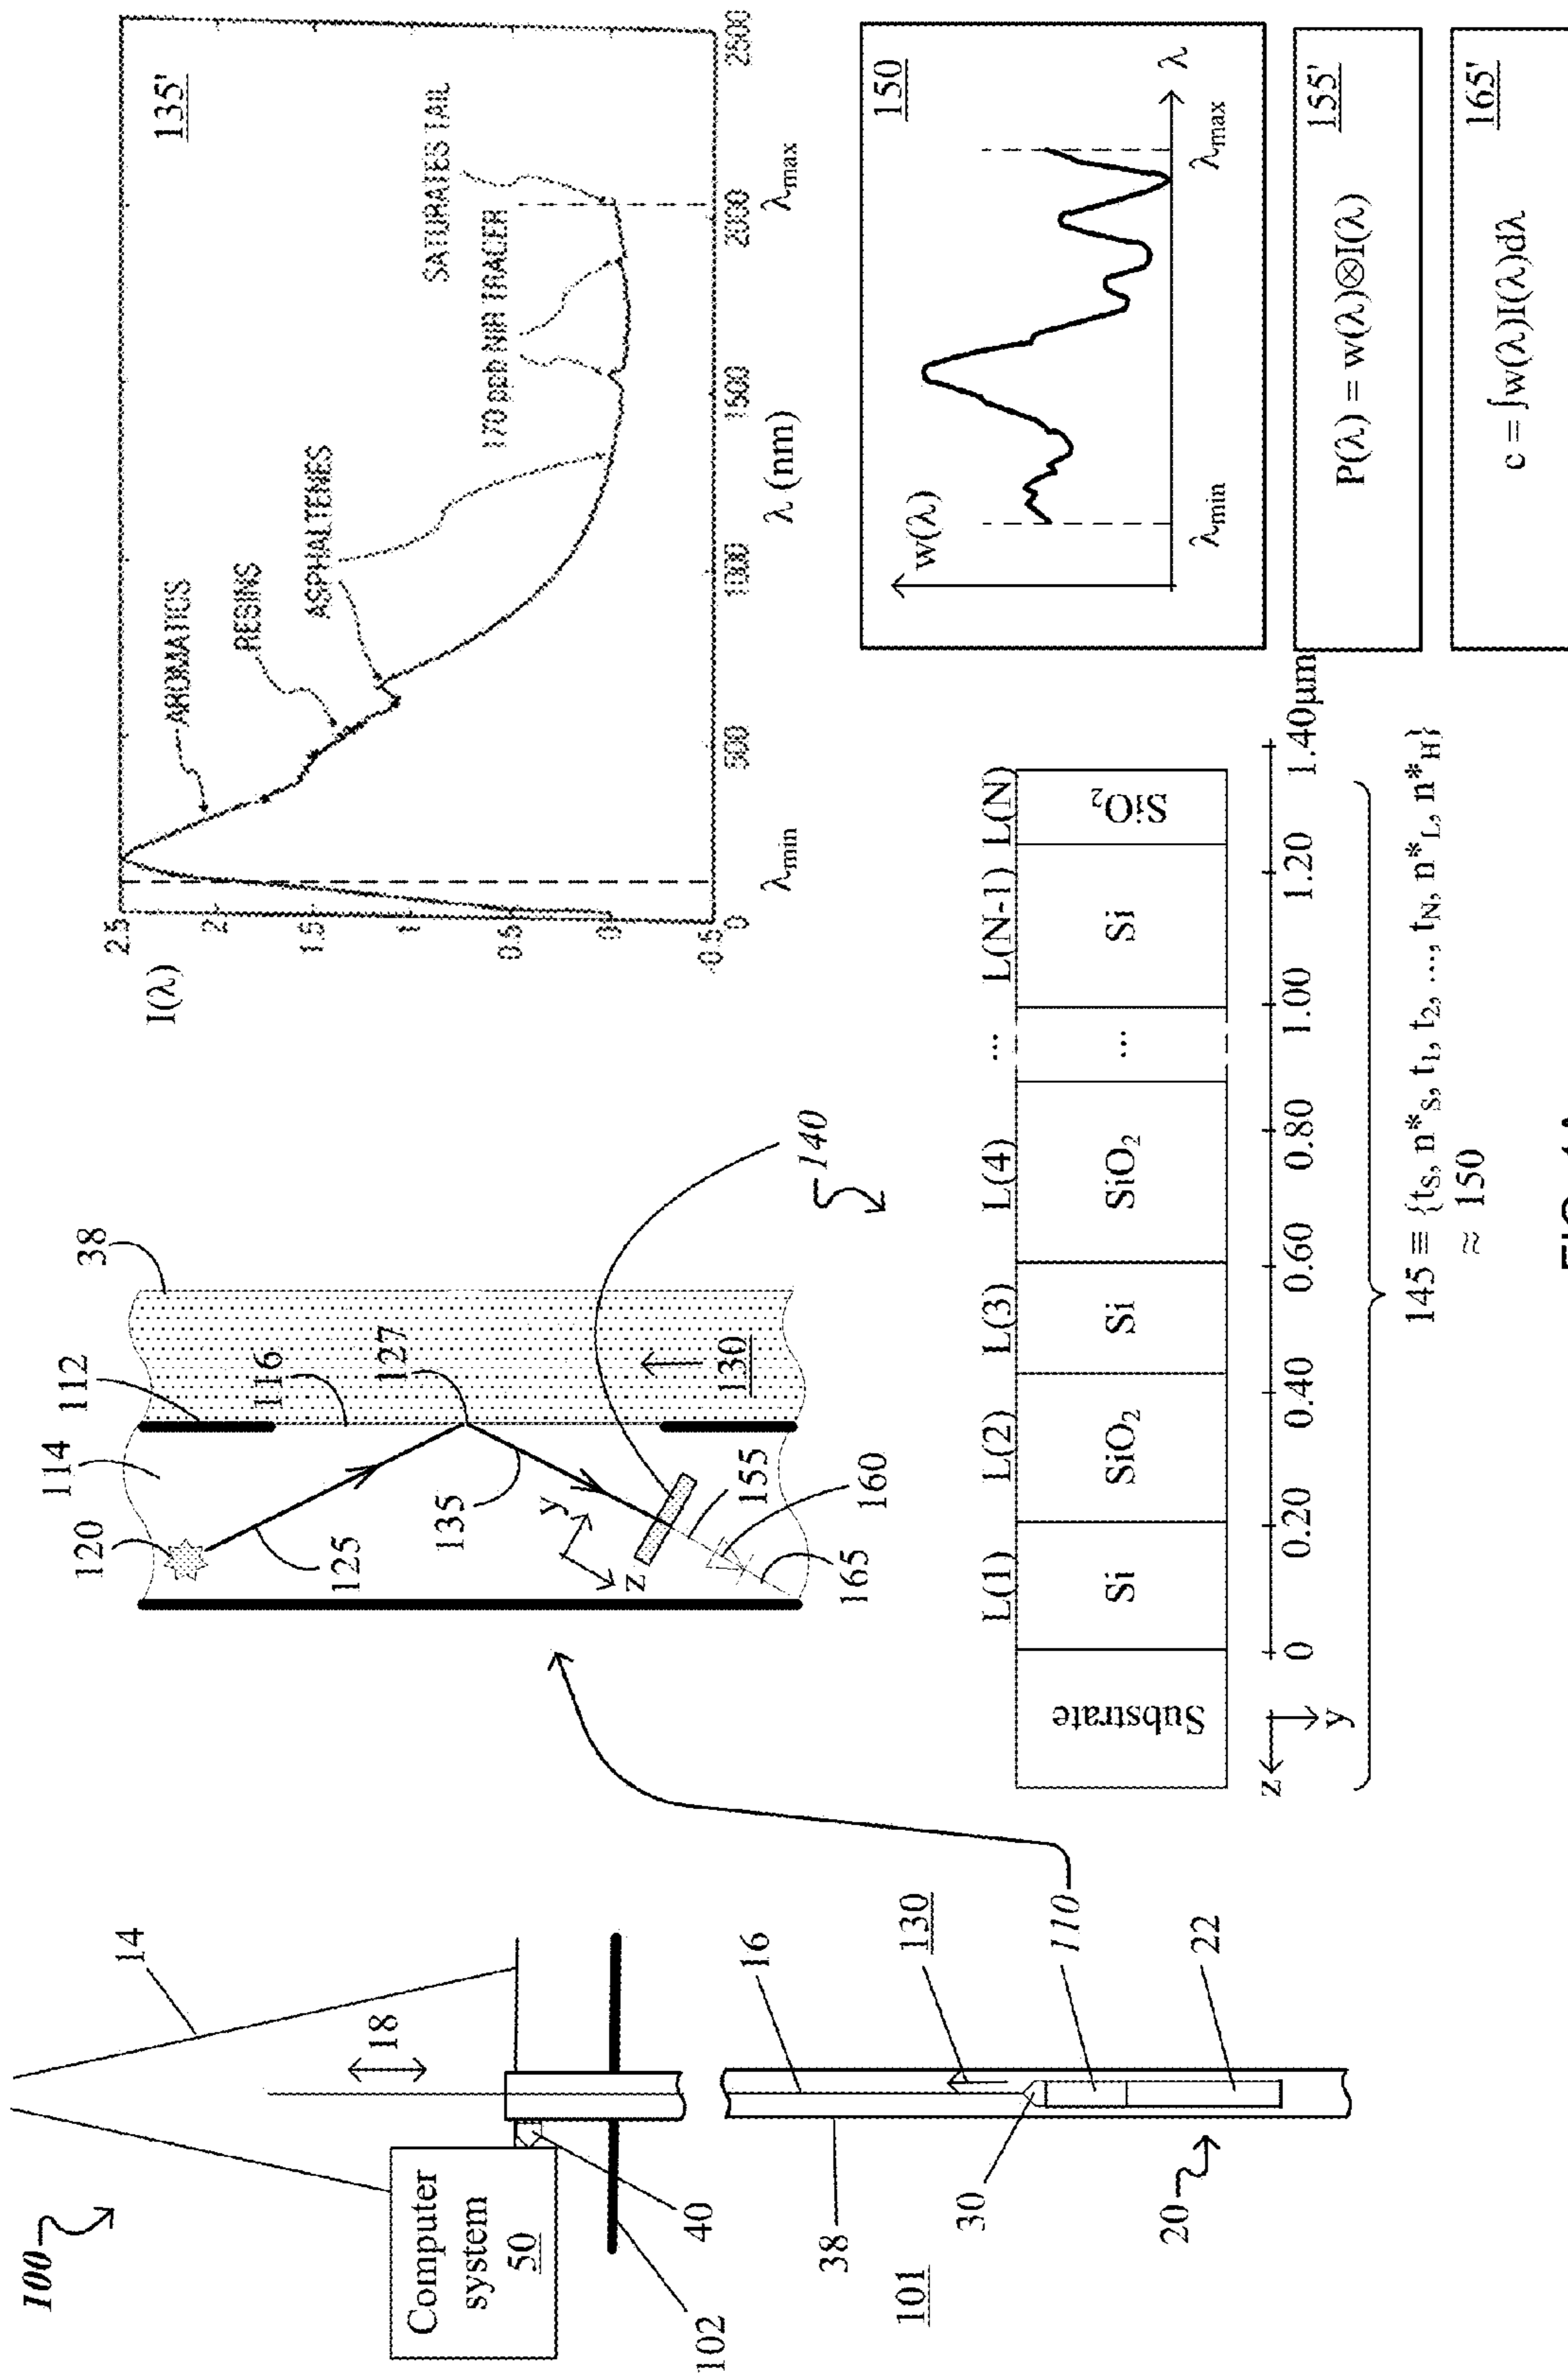 100
14
18
Computer
system
50
40
102
101
38
16
130
30
110
20
22
120
114
112
38
125
116
127
135
130
y
z
155
160
165
140
I(λ)
135'
2.5
2
1.5
1
0.5
0
-0.5
AROMATICS
RESINS
ASPHALTENES
170 ppb NIR TRACER
SATURATES TAIL
0
500
1000
1500
2000
2500
λmin
λ (nm)
λmax
L(1)
L(2)
L(3)
L(4)
...
L(N-1)
L(N)
Substrate
Si
SiO2
Si
SiO2
...
Si
SiO2
z
y
0
0.20
0.40
0.60
0.80
1.00
1.20
1.40μm
145 ≡ {tS, n*S, t1, t2, ..., tN, n*L, n*H}
≈ 150
w(λ)
150
λmin
λmax
λ
155'
P(λ) = w(λ)⊗I(λ)
165'
c = ∫w(λ)I(λ)dλ